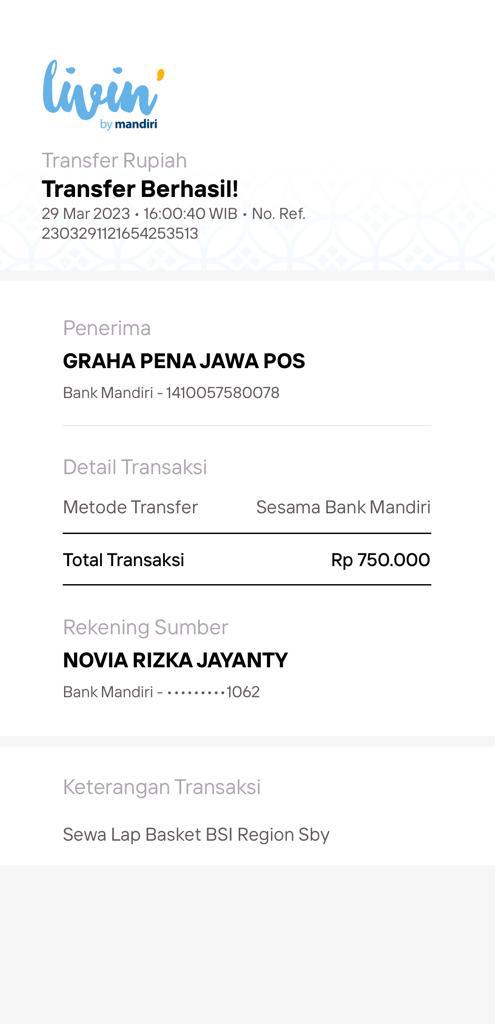 livin'
by mandiri
Transfer Rupiah
Transfer Berhasil!
29 Mar 2023 • 16:00:40 WIB • No. Ref.
2303291121654253513
Penerima
GRAHA PENA JAWA POS
Bank Mandiri - 1410057580078
Detail Transaksi
Metode Transfer Sesama Bank Mandiri
Total Transaksi Rp 750.000
Rekening Sumber
NOVIA RIZKA JAYANTY
Bank Mandiri - •••••••••1062
Keterangan Transaksi
Sewa Lap Basket BSI Region Sby